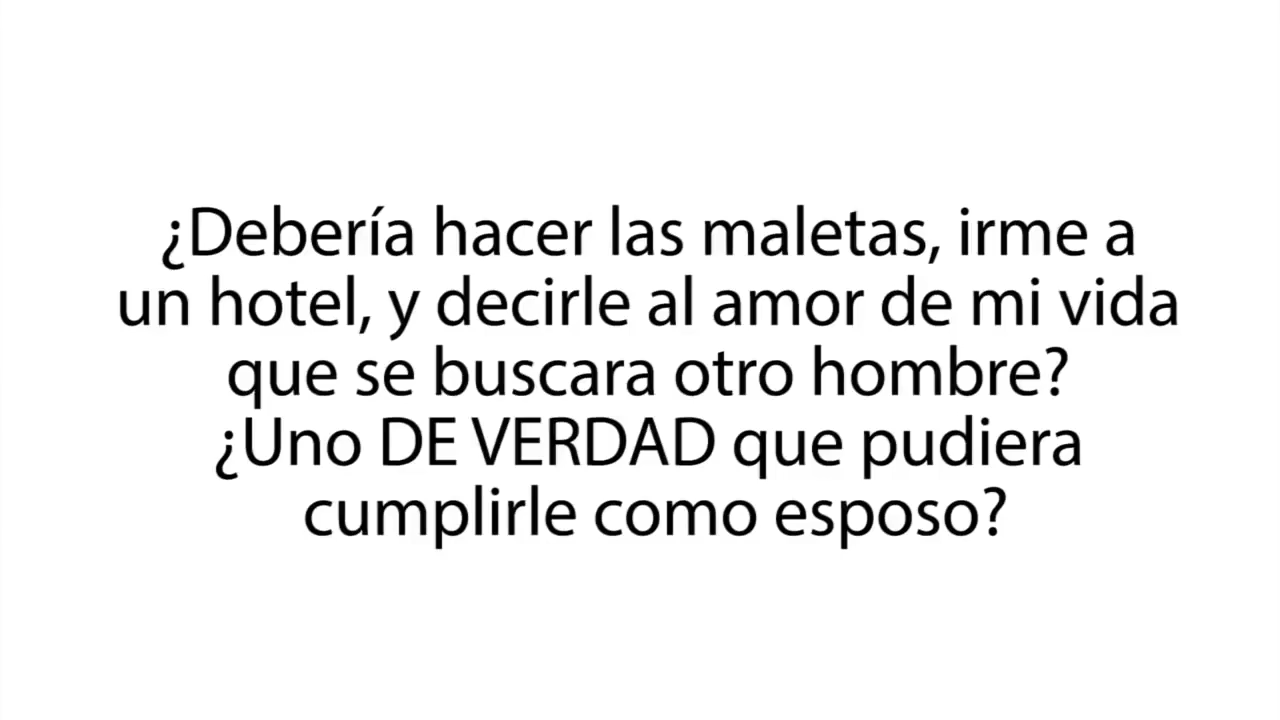 ¿Debería hacer las maletas, irme a
un hotel, y decirle al amor de mi vida
que se buscara otro hombre?
¿Uno DE VERDAD que pudiera
cumplirle como esposo?